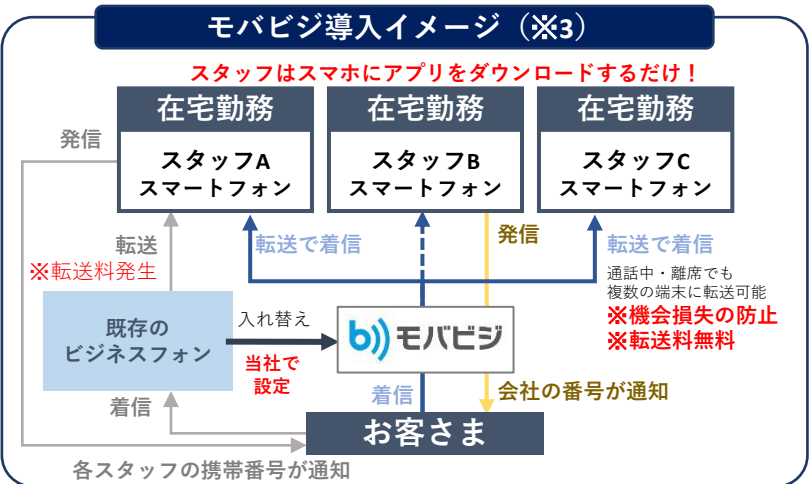 モバビジ導入イメージ（※3）
スタッフはスマホにアプリをダウンロードするだけ！
在宅勤務
スタッフA
スマートフォン
在宅勤務
スタッフB
スマートフォン
在宅勤務
スタッフC
スマートフォン
発信
転送
※転送料発生
転送で着信
発信
転送で着信
通話中・離席でも
複数の端末に転送可能
※機会損失の防止
※転送料無料
既存の
ビジネスフォン
入れ替え
当社で
設定
b)) モバビジ
着信
着信
会社の番号が通知
お客さま
各スタッフの携帯番号が通知